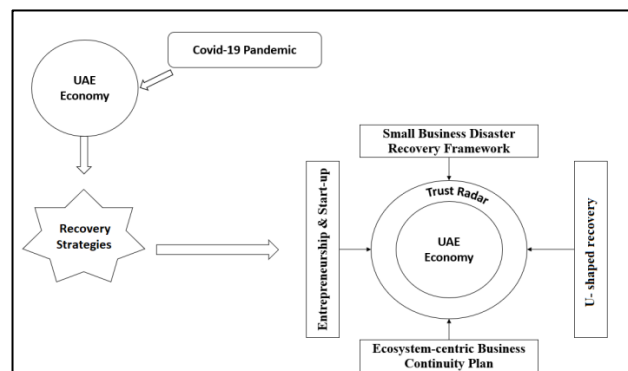 Covid-19 Pandemic
UAE
Economy
Recovery
Strategies
Small Business Disaster
Recovery Framework
Entrepreneurship & Start-up
Trust Radar
UAE
Economy
U- shaped recovery
Ecosystem-centric Business
Continuity Plan